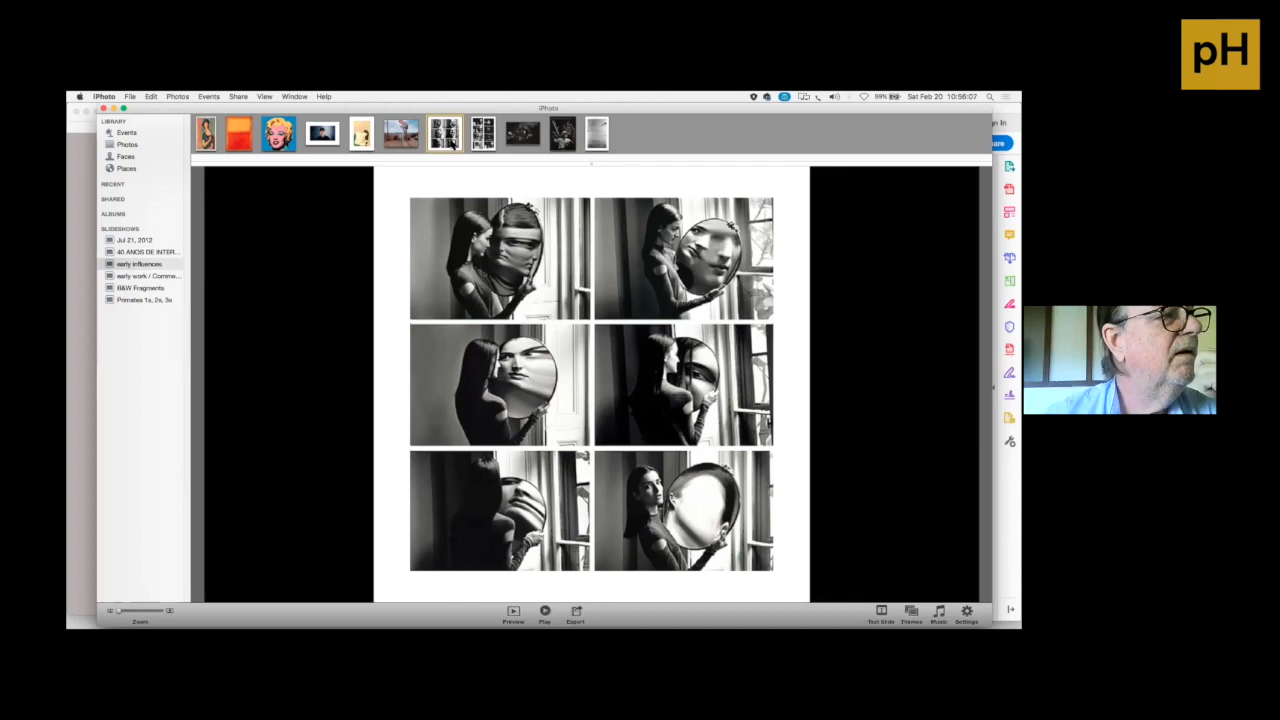 pH
iPhoto File Edit Photos Events Share View Window Help
99% Sat Feb 20 10:56:07
iPhoto
LIBRARY
Events
Photos
Faces
Places
RECENT
SHARED
ALBUMS
SLIDESHOWS
Jul 21, 2012
40 ANOS DE INTER...
early influences
early work / Comme...
B&W Fragments
Primates 1s, 2s, 3s
Zoom
Preview Play Export
Text Slide Themes Music Settings